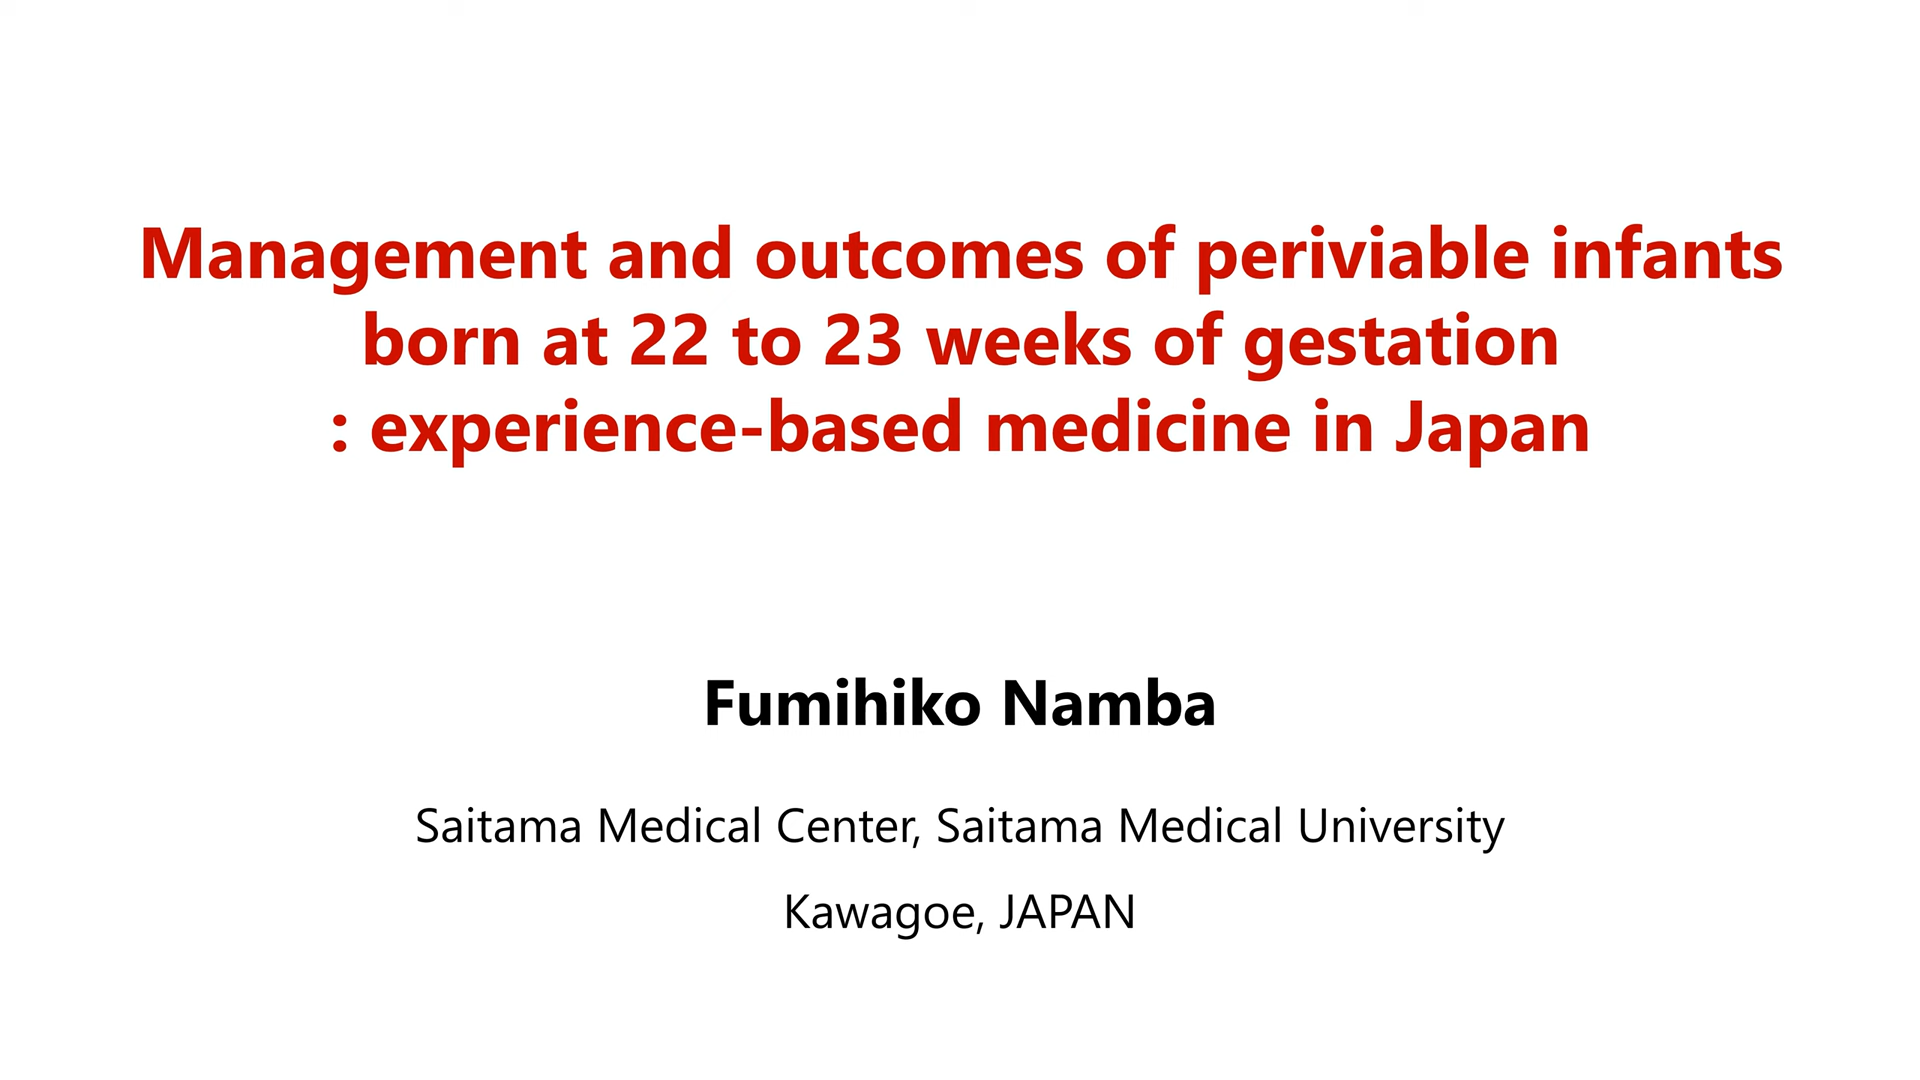 Management and outcomes of periviable infants
born at 22 to 23 weeks of gestation
: experience-based medicine in Japan
Fumihiko Namba
Saitama Medical Center, Saitama Medical University
Kawagoe, JAPAN